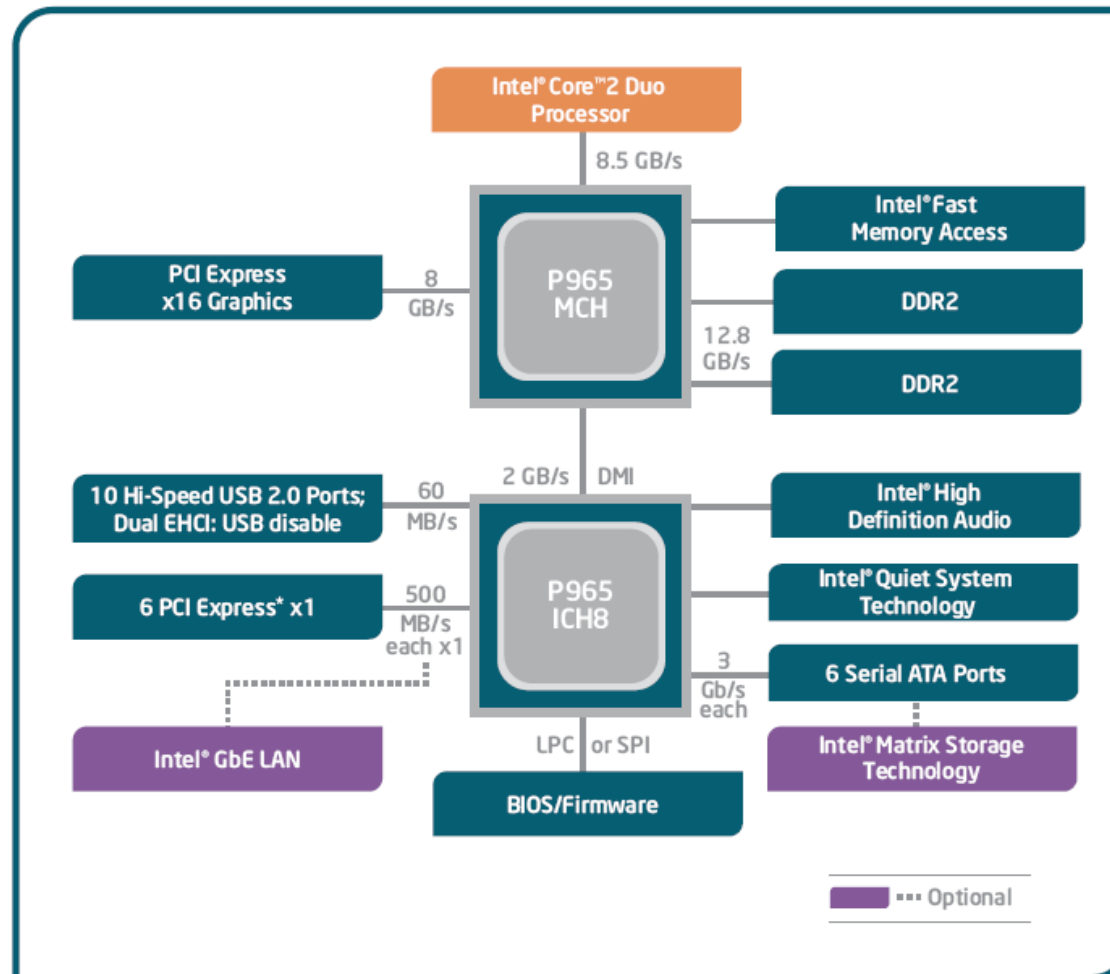 Intel® Core™2 Duo
Processor
8.5 GB/s
Intel® Fast
Memory Access
PCI Express
x16 Graphics
8
GB/s
P965
MCH
DDR2
12.8
GB/s
DDR2
2 GB/s
DMI
10 Hi-Speed USB 2.0 Ports;
Dual EHCI: USB disable
60
MB/s
Intel® High
Definition Audio
P965
ICH8
Intel® Quiet System
Technology
6 PCI Express* x1
500
MB/s
each x1
3
Gb/s
each
6 Serial ATA Ports
Intel® GbE LAN
LPC
or SPI
Intel® Matrix Storage
Technology
BIOS/Firmware
Optional